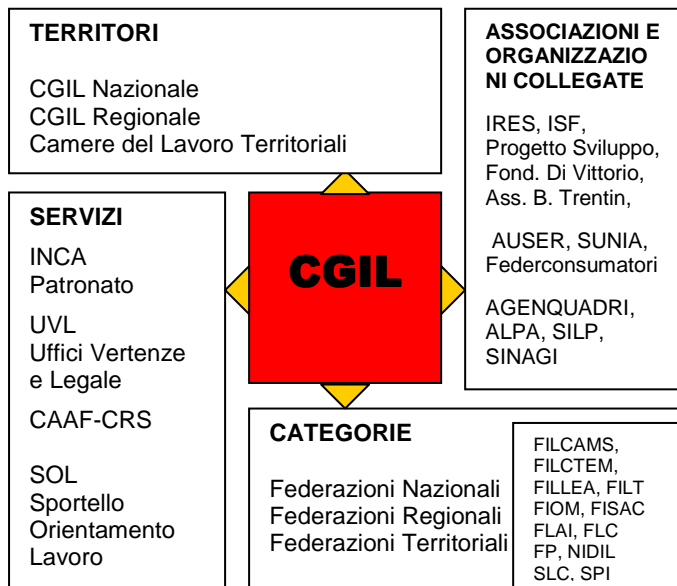 TERRITORI
CGIL Nazionale
CGIL Regionale
Camere del Lavoro Territoriali
ASSOCIAZIONI E
ORGANIZZAZIO
NI COLLEGATE
IRES, ISF,
Progetto Sviluppo,
Fond. Di Vittorio,
Ass. B. Trentin,
AUSER, SUNIA,
Federconsumatori
AGENQUADRI,
ALPA, SILP,
SINAGI
SERVIZI
INCA
Patronato
UVL
Uffici Vertenze
e Legale
CAAF-CRS
SOL
Sportello
Orientamento
Lavoro
CGIL
CATEGORIE
Federazioni Nazionali
Federazioni Regionali
Federazioni Territoriali
FILCAMS,
FILCTEM,
FILLEA, FILT
FIOM, FISAC
FLAI, FLC
FP, NIDIL
SLC, SPI